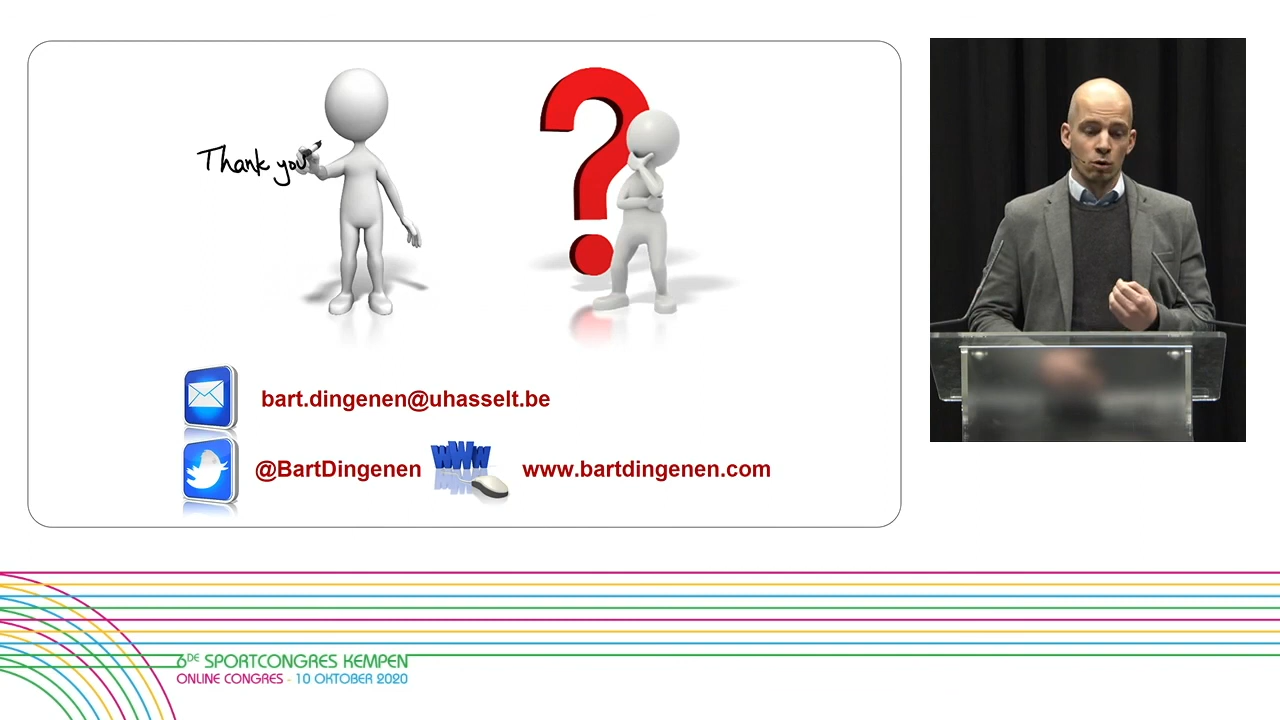 Thank you
bart.dingenen@uhasselt.be
@BartDingenen
www
www.bartdingenen.com
6DE SPORTCONGRES KEMPEN
ONLINE CONGRES - 10 OKTOBER 2020